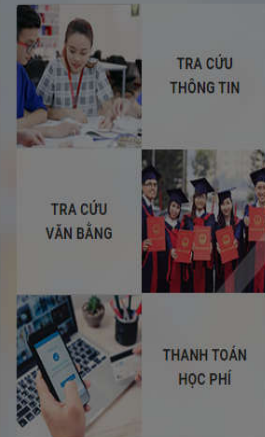 TRA CỨU
THÔNG TIN
TRA CỨU
VĂN BẰNG
THANH TOÁN
HỌC PHÍ